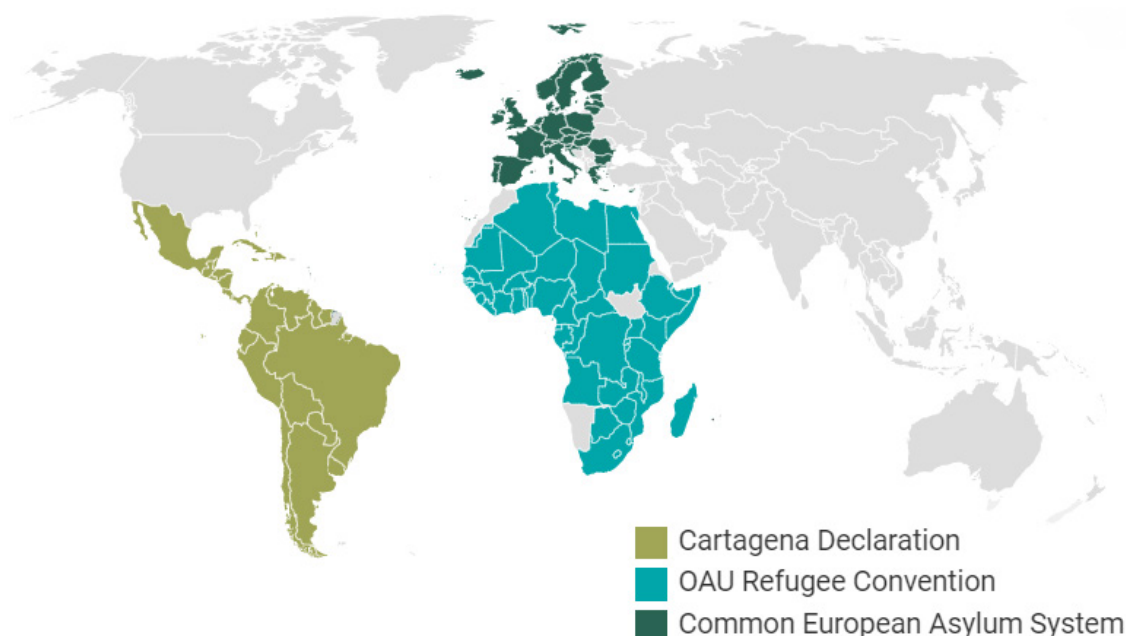 Cartagena Declaration
OAU Refugee Convention
Common European Asylum System